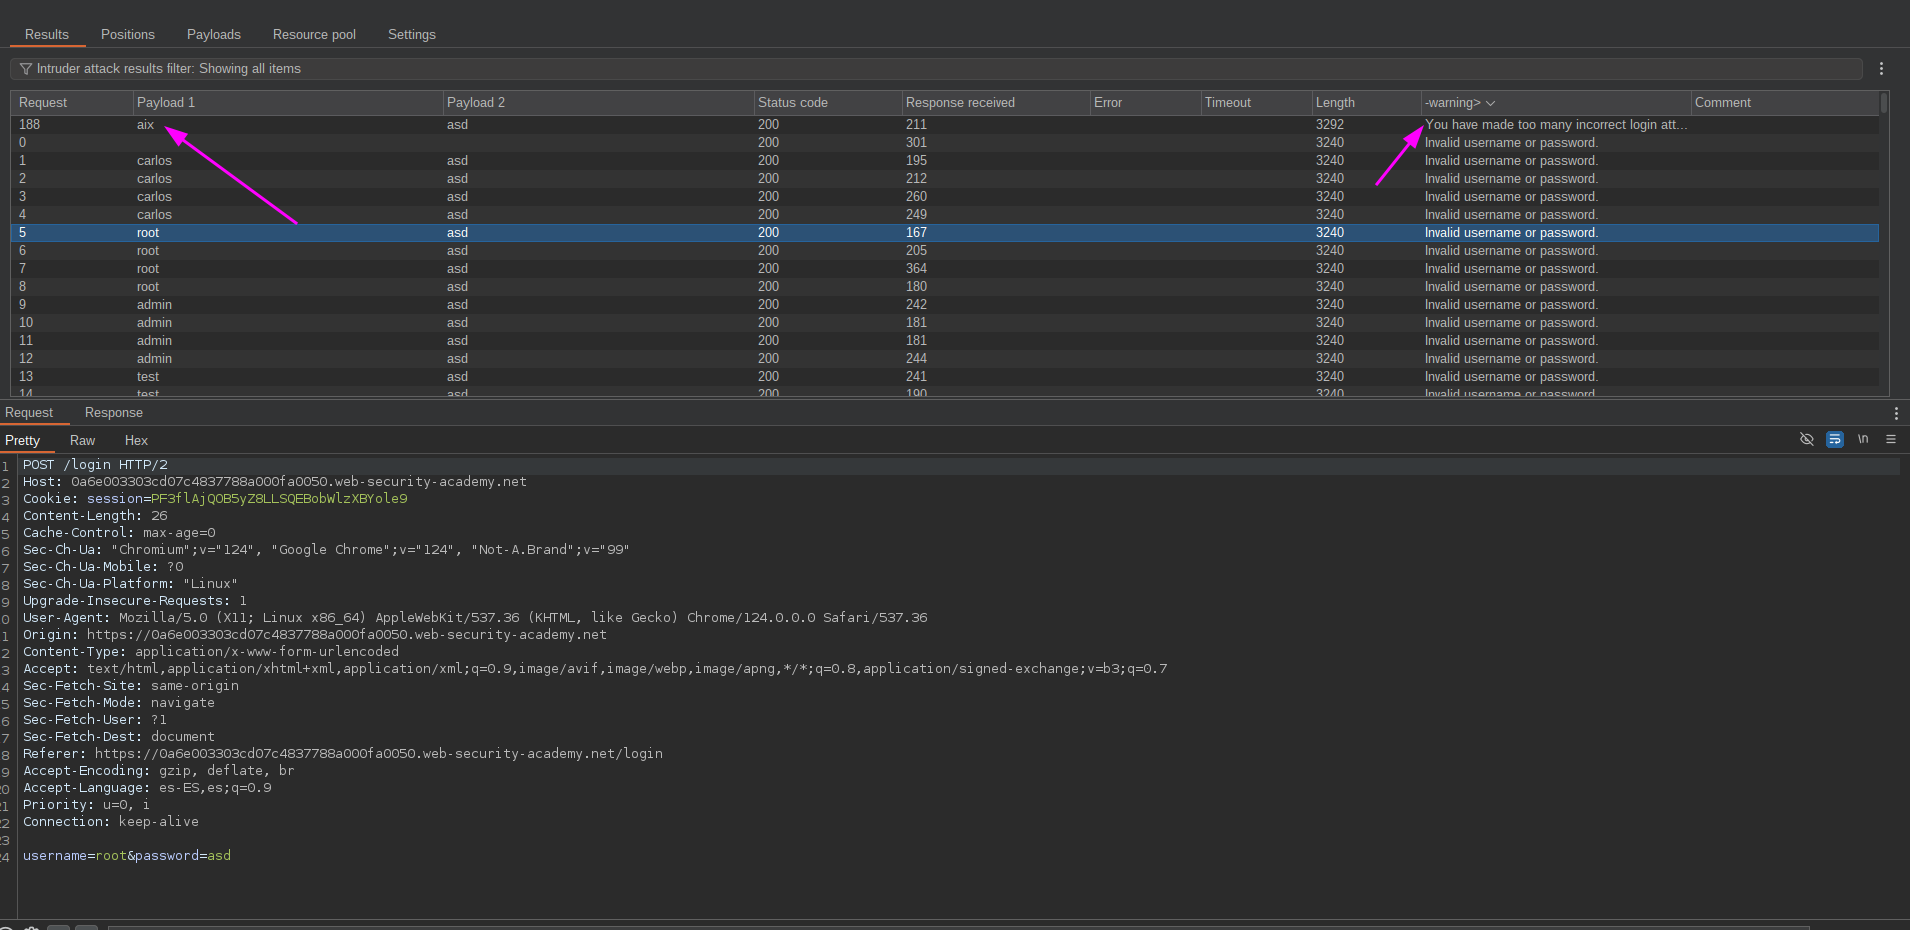 Results Positions Payloads Resource pool Settings
Intruder attack results filter: Showing all items
Request Payload 1 Payload 2 Status code Response received Error Timeout Length -warning> Comment
188 aix asd 200 211 3292 You have made too many incorrect login att...
0 200 301 3240 Invalid username or password.
1 carlos asd 200 195 3240 Invalid username or password.
2 carlos asd 200 212 3240 Invalid username or password.
3 carlos asd 200 260 3240 Invalid username or password.
4 carlos asd 200 249 3240 Invalid username or password.
5 root asd 200 167 3240 Invalid username or password.
6 root asd 200 205 3240 Invalid username or password.
7 root asd 200 364 3240 Invalid username or password.
8 root asd 200 180 3240 Invalid username or password.
9 admin asd 200 242 3240 Invalid username or password.
10 admin asd 200 181 3240 Invalid username or password.
11 admin asd 200 181 3240 Invalid username or password.
12 admin asd 200 244 3240 Invalid username or password.
13 test asd 200 241 3240 Invalid username or password.
14 test asd 200 190 3240 Invalid username or password.
Request Response
Pretty Raw Hex \n
1 POST /login HTTP/2
2 Host: 0a6e003303cd07c4837788a000fa0050.web-security-academy.net
3 Cookie: session=PF3flAjQOB5yZ8LLSQEBobWlzXBYole9
4 Content-Length: 26
5 Cache-Control: max-age=0
6 Sec-Ch-Ua: "Chromium";v="124", "Google Chrome";v="124", "Not-A.Brand";v="99"
7 Sec-Ch-Ua-Mobile: ?0
8 Sec-Ch-Ua-Platform: "Linux"
9 Upgrade-Insecure-Requests: 1
0 User-Agent: Mozilla/5.0 (X11; Linux x86_64) AppleWebKit/537.36 (KHTML, like Gecko) Chrome/124.0.0.0 Safari/537.36
1 Origin: https://0a6e003303cd07c4837788a000fa0050.web-security-academy.net
2 Content-Type: application/x-www-form-urlencoded
3 Accept: text/html,application/xhtml+xml,application/xml;q=0.9,image/avif,image/webp,image/apng,*/*;q=0.8,application/signed-exchange;v=b3;q=0.7
4 Sec-Fetch-Site: same-origin
5 Sec-Fetch-Mode: navigate
6 Sec-Fetch-User: ?1
7 Sec-Fetch-Dest: document
8 Referer: https://0a6e003303cd07c4837788a000fa0050.web-security-academy.net/login
9 Accept-Encoding: gzip, deflate, br
20 Accept-Language: es-ES,es;q=0.9
21 Priority: u=0, i
22 Connection: keep-alive
23
24 username=root&password=asd